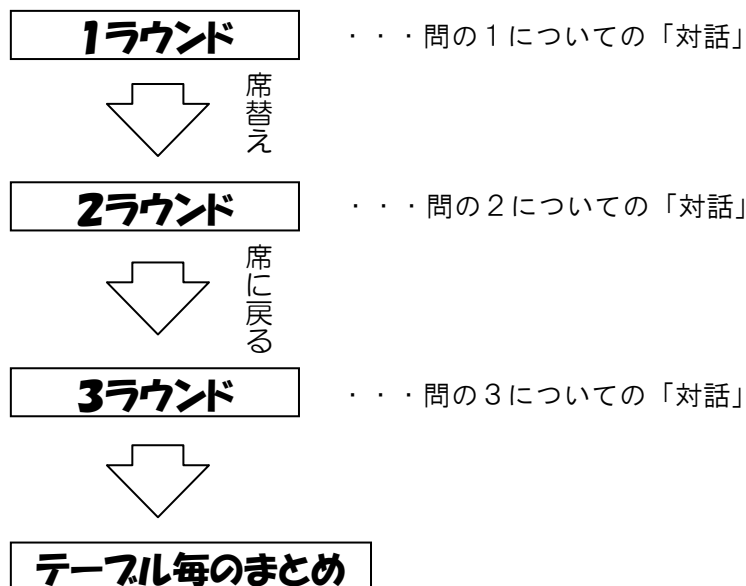 1ラウンド ・・・問の1についての「対話」
席替え
2ラウンド ・・・問の2についての「対話」
席に戻る
3ラウンド ・・・問の3についての「対話」
テーブル毎のまとめ